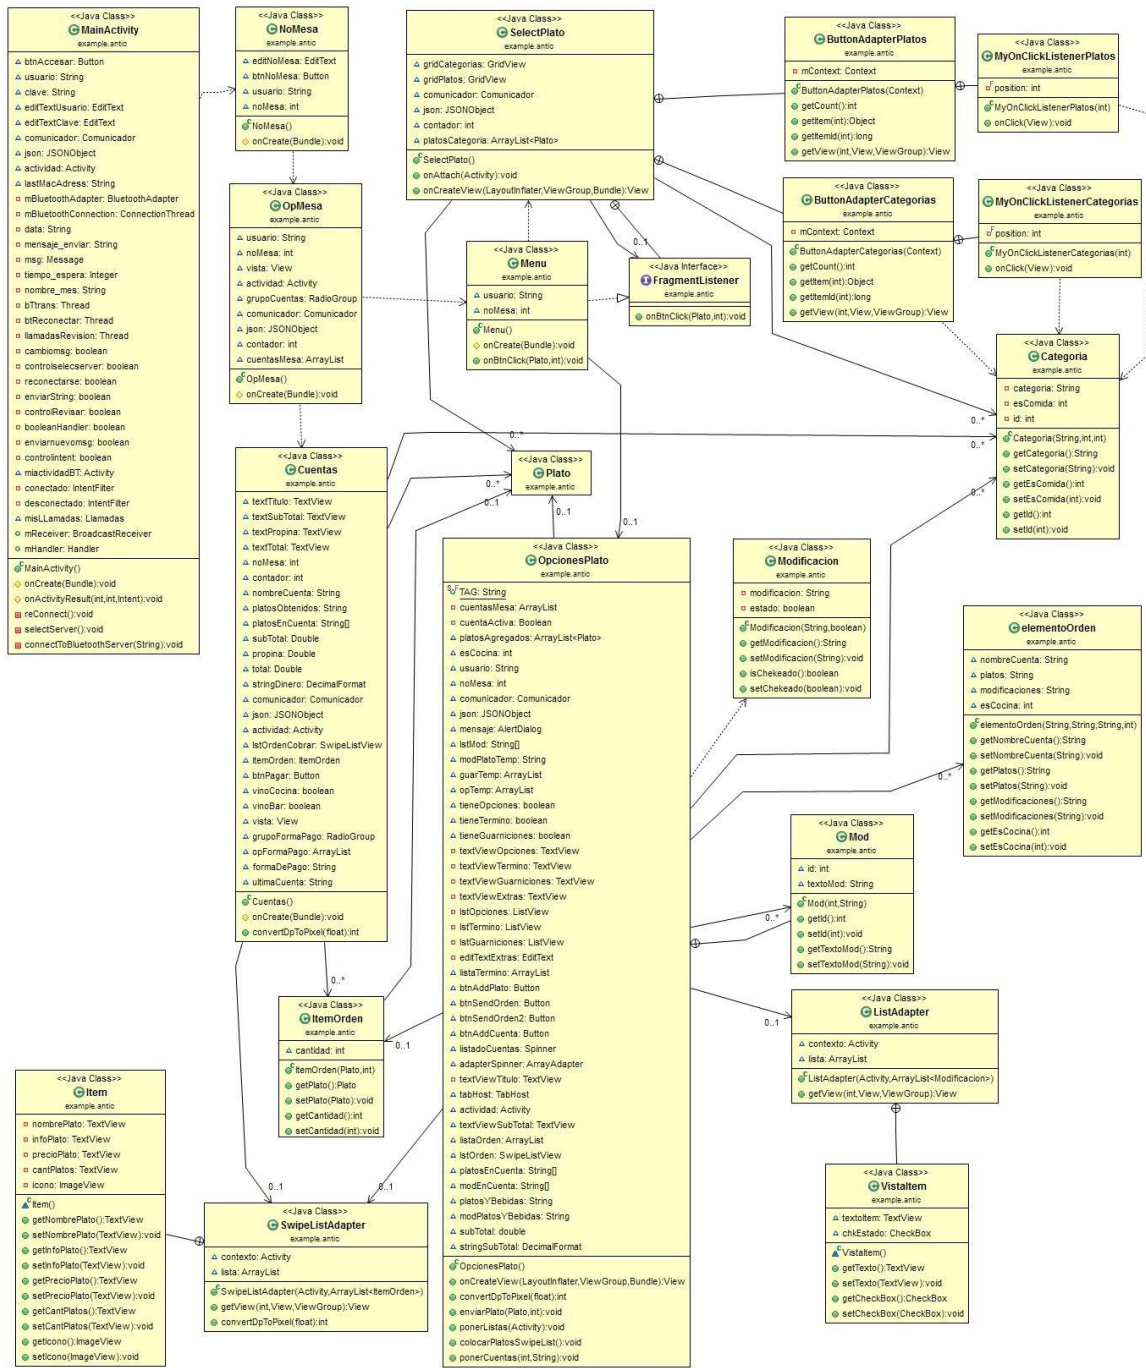 <<Java Class>>
MainActivity
example.antic
btnAccesar: Button
usuario: String
clave: String
editTextUsuario: EditText
editTextClave: EditText
comunicador: Comunicador
json: JSONObject
actividad: Activity
lastMacAdress: String
mBluetoothAdapter: BluetoothAdapter
mBluetoothConnection: ConnectionThread
data: String
mensaje_enviar: String
msg: Message
tiempo_espera: Integer
nombre_mes: String
bTtrans: Thread
btReconectar: Thread
llamadasRevision: Thread
cambiomsg: boolean
controlselecserver: boolean
reconectarse: boolean
enviarString: boolean
controlRevisar: boolean
booleanHandler: boolean
enviarnuevomsg: boolean
controlintent: boolean
miactividadBT: Activity
conectado: IntentFilter
desconectado: IntentFilter
misLLamadas: Llamadas
mReceiver: BroadcastReceiver
mHandler: Handler
MainActivity()
onCreate(Bundle):void
onActivityResult(int,int,Intent):void
reConnect():void
selectServer():void
connectToBluetoothServer(String):void
<<Java Class>>
NoMesa
example.antic
editNoMesa: EditText
btnNoMesa: Button
usuario: String
noMesa: int
NoMesa()
onCreate(Bundle):void
<<Java Class>>
OpMesa
example.antic
usuario: String
noMesa: int
vista: View
actividad: Activity
grupoCuentas: RadioGroup
comunicador: Comunicador
json: JSONObject
contador: int
cuentasMesa: ArrayList
OpMesa()
onCreate(Bundle):void
<<Java Class>>
SelectPlato
example.antic
gridCategorias: GridView
gridPlatos: GridView
comunicador: Comunicador
json: JSONObject
contador: int
platosCategoria: ArrayList<Plato>
SelectPlato()
onAttach(Activity):void
onCreateView(LayoutInflater,ViewGroup,Bundle):View
<<Java Class>>
ButtonAdapterPlatos
example.antic
mContext: Context
ButtonAdapterPlatos(Context)
getCount():int
getItem(int):Object
getItemId(int):long
getView(int,View,ViewGroup):View
<<Java Class>>
MyOnClickListenerPlatos
example.antic
position: int
MyOnClickListenerPlatos(int)
onClick(View):void
<<Java Class>>
ButtonAdapterCategorias
example.antic
mContext: Context
ButtonAdapterCategorias(Context)
getCount():int
getItem(int):Object
getItemId(int):long
getView(int,View,ViewGroup):View
<<Java Class>>
MyOnClickListenerCategorias
example.antic
position: int
MyOnClickListenerCategorias(int)
onClick(View):void
<<Java Class>>
Menu
example.antic
usuario: String
noMesa: int
Menu()
onCreate(Bundle):void
onBtnClick(Plato,int):void
0..1
<<Java Interface>>
FragmentListener
example.antic
onBtnClick(Plato,int):void
<<Java Class>>
Categoria
example.antic
categoria: String
esComida: int
id: int
Categoria(String,int,int)
getCategoria():String
setCategoria(String):void
getEsComida():int
setEsComida(int):void
getId():int
setId(int):void
0..*
0..*
0..*
<<Java Class>>
Cuentas
example.antic
textTitulo: TextView
textSubTotal: TextView
textPropina: TextView
textTotal: TextView
noMesa: int
contador: int
nombreCuenta: String
platosObtenidos: String
platosEnCuenta: String[]
subTotal: Double
propina: Double
total: Double
stringDinero: DecimalFormat
comunicador: Comunicador
json: JSONObject
actividad: Activity
lstOrdenCobrar: SwipeListView
itemOrden: ItemOrden
btnPagar: Button
vinoCocina: boolean
vinoBar: boolean
vista: View
grupoFormaPago: RadioGroup
opFormaPago: ArrayList
formaDePago: String
ultimaCuenta: String
Cuentas()
onCreate(Bundle):void
convertDpToPixel(float):int
0..*
<<Java Class>>
Plato
example.antic
0..*
0..1
0..1
0..1
<<Java Class>>
OpcionesPlato
example.antic
TAG: String
cuentasMesa: ArrayList
cuentaActiva: Boolean
platosAgregados: ArrayList<Plato>
esCocina: int
usuario: String
noMesa: int
comunicador: Comunicador
json: JSONObject
mensaje: AlertDialog
lstMod: String[]
modPlatoTemp: String
guarTemp: ArrayList
opTemp: ArrayList
tieneOpciones: boolean
tieneTermino: boolean
tieneGuarniciones: boolean
textViewOpciones: TextView
textViewTermino: TextView
textViewGuarniciones: TextView
textViewExtras: TextView
lstOpciones: ListView
lstTermino: ListView
lstGuarniciones: ListView
editTextExtras: EditText
listaTermino: ArrayList
btnAddPlato: Button
btnSendOrden: Button
btnSendOrden2: Button
btnAddCuenta: Button
listadoCuentas: Spinner
adapterSpinner: ArrayAdapter
textViewTitulo: TextView
tabHost: TabHost
actividad: Activity
textViewSubTotal: TextView
listaOrden: ArrayList
lstOrden: SwipeListView
platosEnCuenta: String[]
modEnCuenta: String[]
platosYBebidas: String
modPlatosYBebidas: String
subTotal: double
stringSubTotal: DecimalFormat
OpcionesPlato()
onCreateView(LayoutInflater,ViewGroup,Bundle):View
convertDpToPixel(float):int
enviarPlato(Plato,int):void
ponerListas(Activity):void
colocarPlatosSwipeList():void
ponerCuentas(int,String):void
<<Java Class>>
Modificacion
example.antic
modificacion: String
estado: boolean
Modificacion(String,boolean)
getModificacion():String
setModificacion(String):void
isChekeado():boolean
setChekeado(boolean):void
<<Java Class>>
elementoOrden
example.antic
nombreCuenta: String
platos: String
modificaciones: String
esCocina: int
elementoOrden(String,String,String,int)
getNombreCuenta():String
setNombreCuenta(String):void
getPlatos():String
setPlatos(String):void
getModificaciones():String
setModificaciones(String):void
getEsCocina():int
setEsCocina(int):void
0..*
<<Java Class>>
Mod
example.antic
id: int
textoMod: String
Mod(int,String)
getId():int
setId(int):void
getTextoMod():String
setTextoMod(String):void
0..*
<<Java Class>>
ListAdapter
example.antic
contexto: Activity
lista: ArrayList
ListAdapter(Activity,ArrayList<Modificacion>)
getView(int,View,ViewGroup):View
0..1
<<Java Class>>
VistaItem
example.antic
textoItem: TextView
chkEstado: CheckBox
VistaItem()
getTexto():TextView
setTexto(TextView):void
getCheckBox():CheckBox
setCheckBox(CheckBox):void
0..*
<<Java Class>>
ItemOrden
example.antic
cantidad: int
ItemOrden(Plato,int)
getPlato():Plato
setPlato(Plato):void
getCantidad():int
setCantidad(int):void
0..1
<<Java Class>>
Item
example.antic
nombrePlato: TextView
infoPlato: TextView
precioPlato: TextView
cantPlatos: TextView
icono: ImageView
Item()
getNombrePlato():TextView
setNombrePlato(TextView):void
getInfoPlato():TextView
setInfoPlato(TextView):void
getPrecioPlato():TextView
setPrecioPlato(TextView):void
getCantPlatos():TextView
setCantPlatos(TextView):void
getIcono():ImageView
setIcono(ImageView):void
0..1
0..1
<<Java Class>>
SwipeListAdapter
example.antic
contexto: Activity
lista: ArrayList
SwipeListAdapter(Activity,ArrayList<ItemOrden>)
getView(int,View,ViewGroup):View
convertDpToPixel(float):int